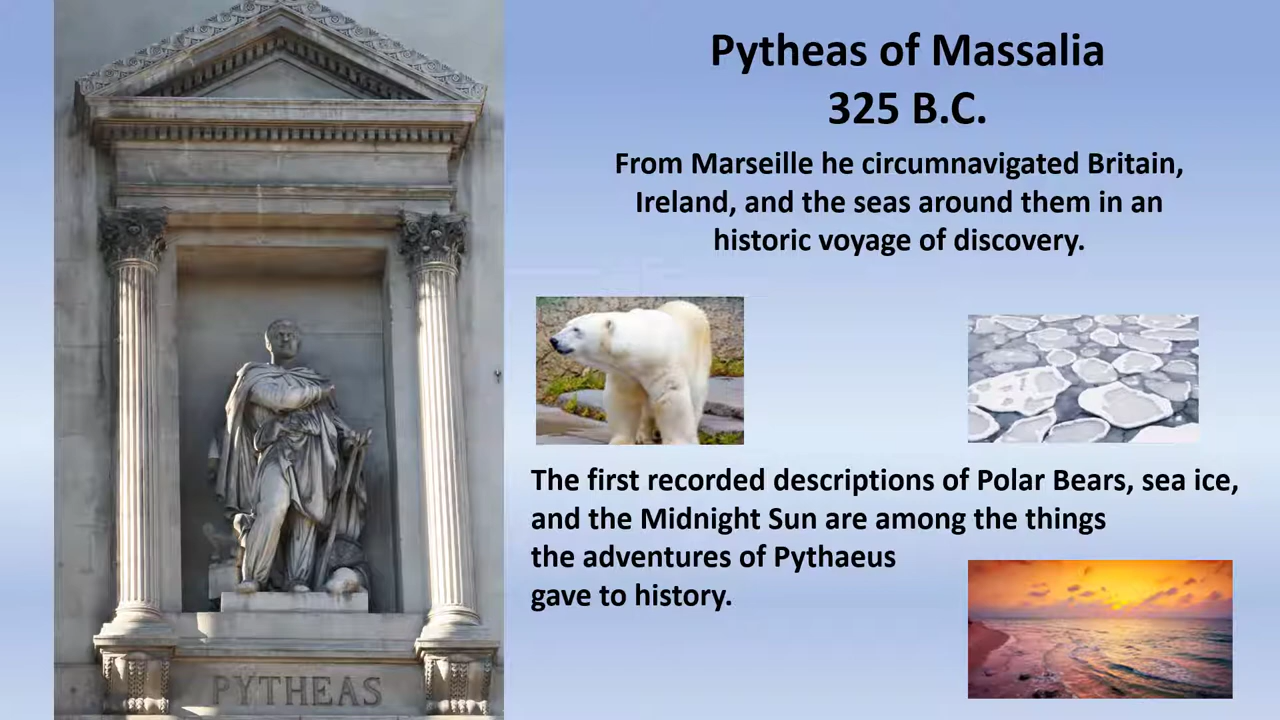 Pytheas of Massalia
325 B.C.
From Marseille he circumnavigated Britain,
Ireland, and the seas around them in an
historic voyage of discovery.
The first recorded descriptions of Polar Bears, sea ice,
and the Midnight Sun are among the things
the adventures of Pythaeus
gave to history.
PYTHEAS